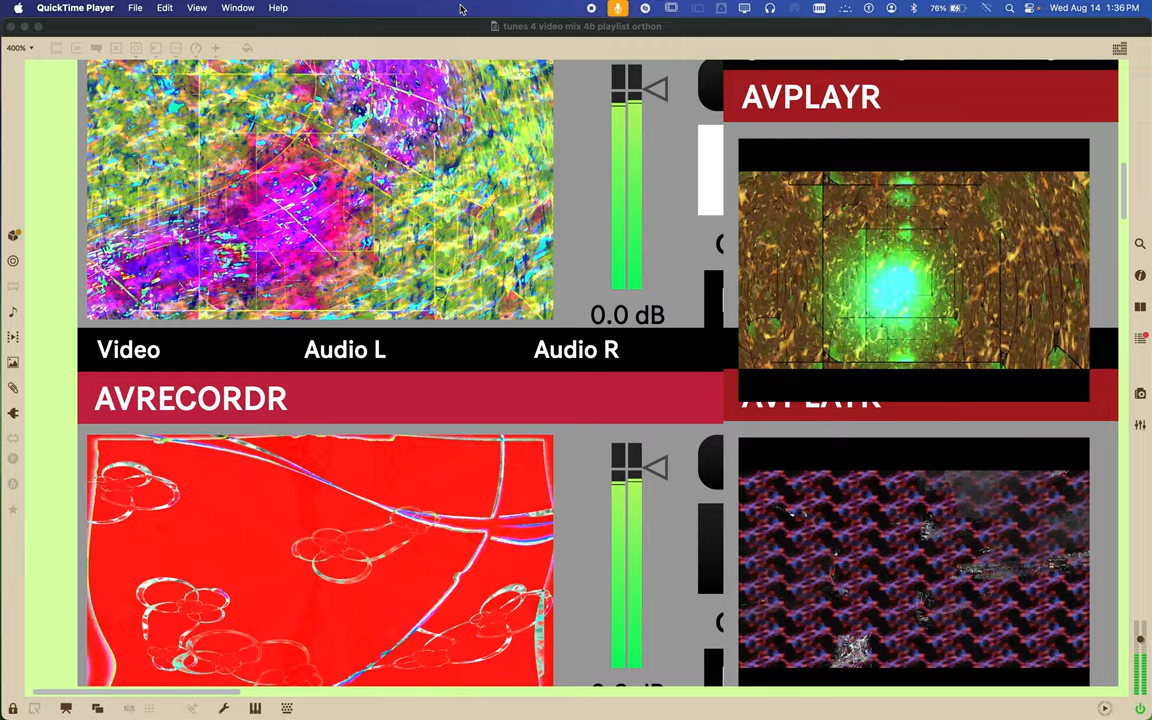 QuickTime Player File Edit View Window Help 76% Wed Aug 14 1:36 PM
tunes 4 video mix 4b playlist orthon
400%
AVPLAYR
0.0 dB
Video Audio L Audio R
AVRECORDR
AVPLAYR